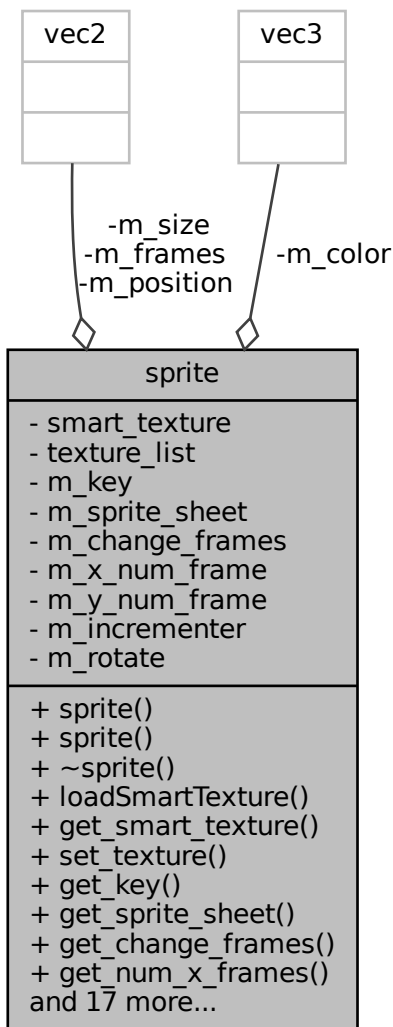 vec2
vec3
-m_size
-m_frames
-m_position
-m_color
sprite
- smart_texture
- texture_list
- m_key
- m_sprite_sheet
- m_change_frames
- m_x_num_frame
- m_y_num_frame
- m_incrementer
- m_rotate
+ sprite()
+ sprite()
+ ~sprite()
+ loadSmartTexture()
+ get_smart_texture()
+ set_texture()
+ get_key()
+ get_sprite_sheet()
+ get_change_frames()
+ get_num_x_frames()
and 17 more...